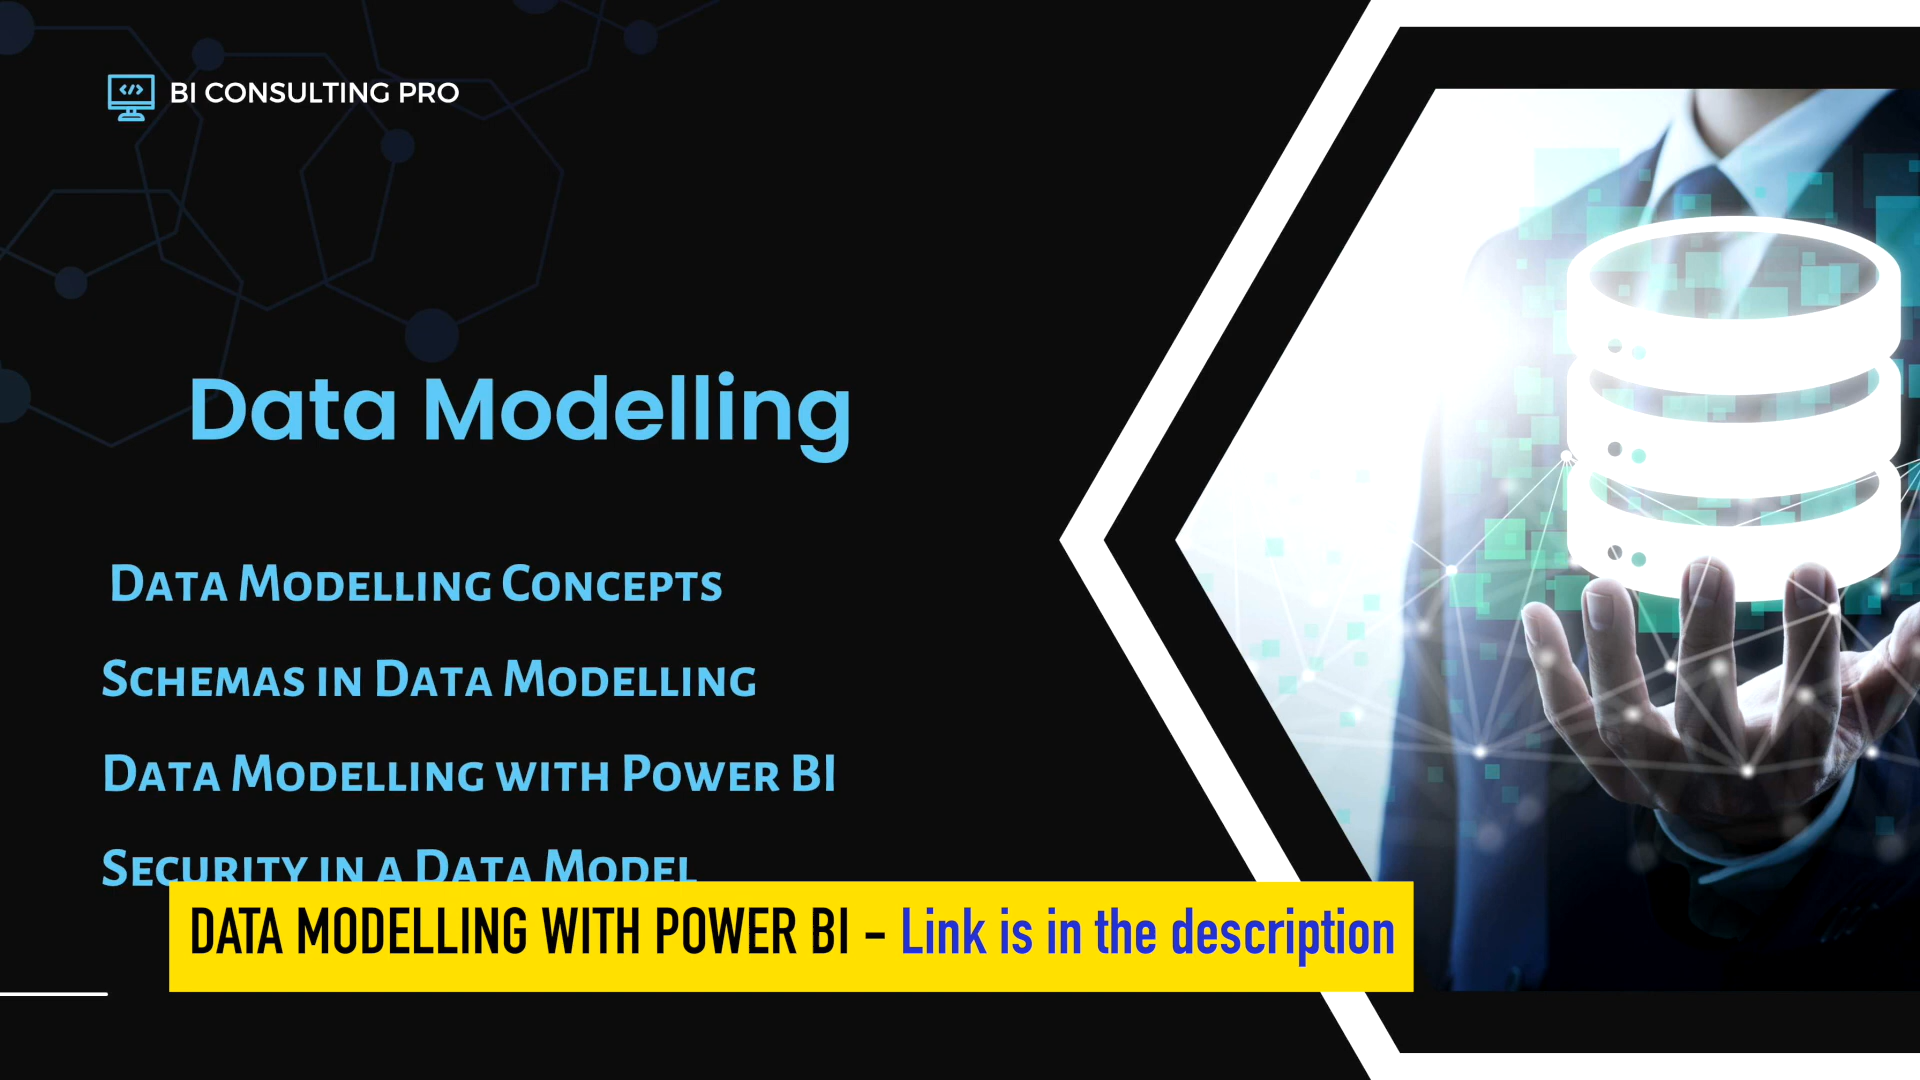 BI CONSULTING PRO
Data Modelling
DATA MODELLING CONCEPTS
SCHEMAS IN DATA MODELLING
DATA MODELLING WITH POWER BI
SECURITY IN A DATA MODEL
DATA MODELLING WITH POWER BI - Link is in the description